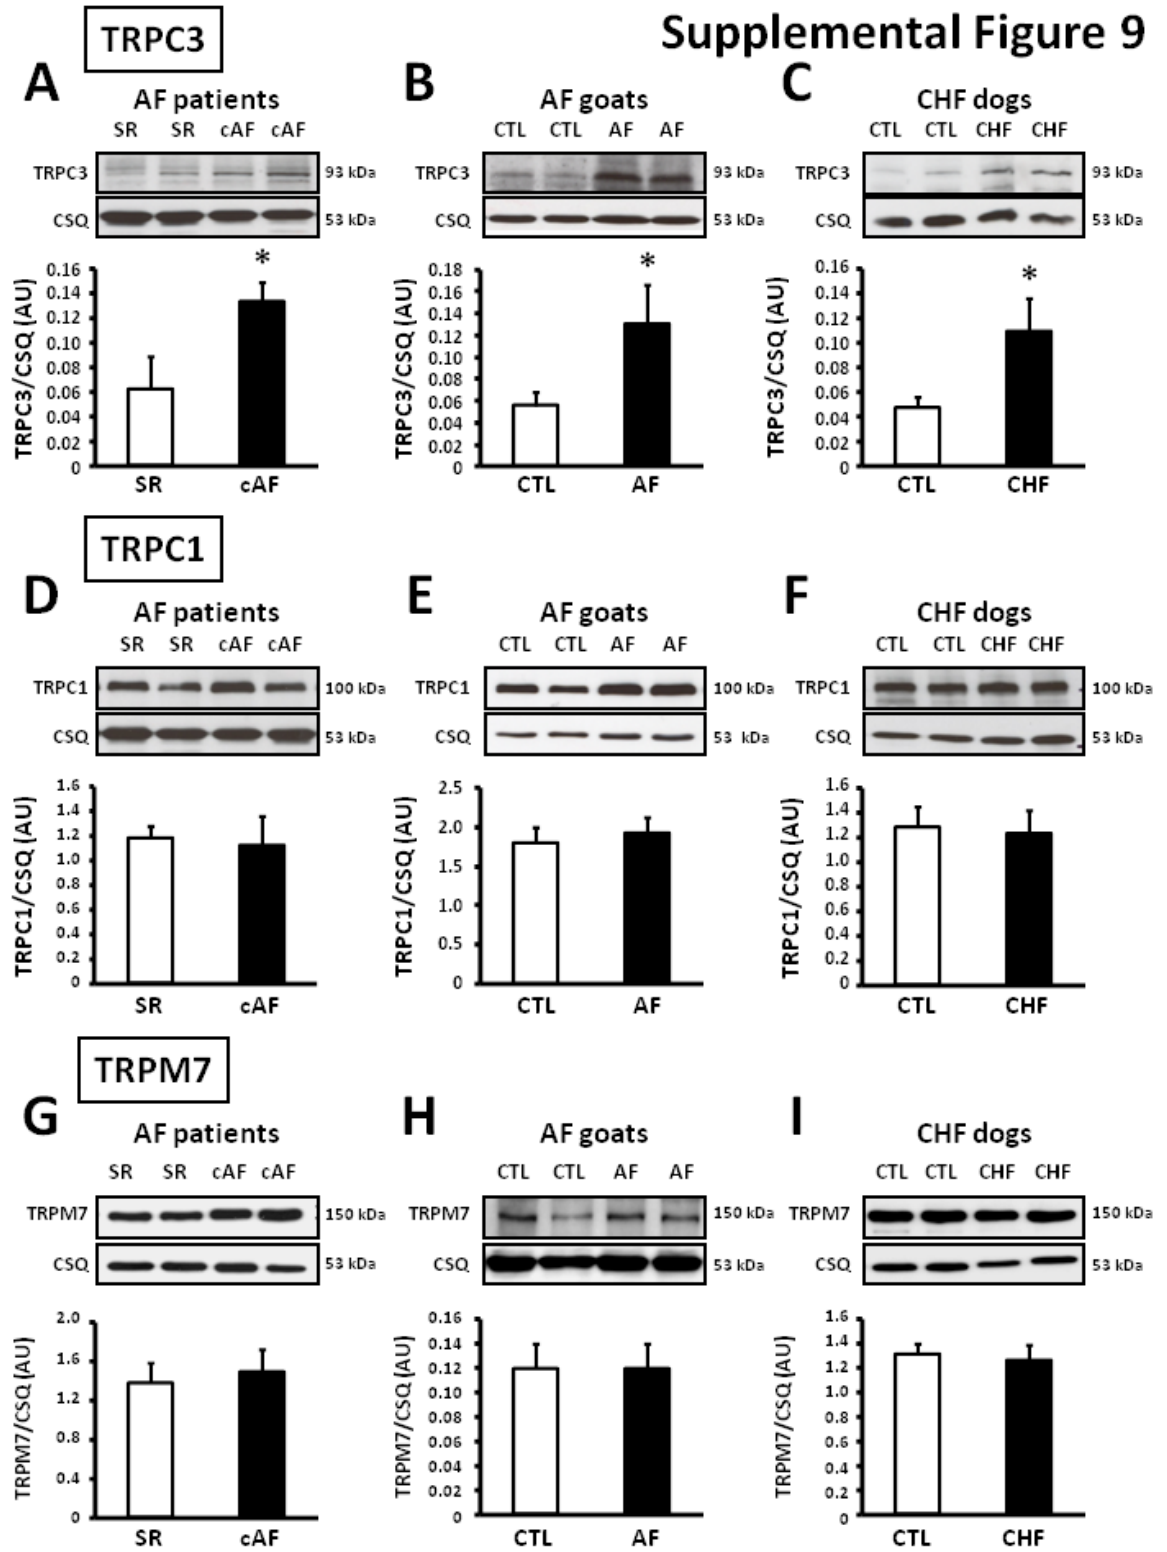 TRPC3
Supplemental Figure 9
A
AF patients
SR SR cAF cAF
TRPC3
93 kDa
CSQ
53 kDa
TRPC3/CSQ (AU)
0.16
0.14
0.12
0.10
0.08
0.06
0.04
0.02
0
*
SR cAF
B
AF goats
CTL CTL AF AF
TRPC3
93 kDa
CSQ
53 kDa
TRPC3/CSQ (AU)
0.18
0.16
0.14
0.12
0.10
0.08
0.06
0.04
0.02
0
*
CTL AF
C
CHF dogs
CTL CTL CHF CHF
TRPC3
93 kDa
CSQ
53 kDa
TRPC3/CSQ (AU)
0.16
0.14
0.12
0.10
0.08
0.06
0.04
0.02
0
*
CTL CHF
TRPC1
D
AF patients
SR SR cAF cAF
TRPC1
100 kDa
CSQ
53 kDa
TRPC1/CSQ (AU)
1.6
1.4
1.2
1.0
0.8
0.6
0.4
0.2
0
SR cAF
E
AF goats
CTL CTL AF AF
TRPC1
100 kDa
CSQ
53 kDa
TRPC1/CSQ (AU)
2.5
2.0
1.5
1.0
0.5
0
CTL AF
F
CHF dogs
CTL CTL CHF CHF
TRPC1
100 kDa
CSQ
53 kDa
TRPC1/CSQ (AU)
1.6
1.4
1.2
1.0
0.8
0.6
0.4
0.2
0
CTL CHF
TRPM7
G
AF patients
SR SR cAF cAF
TRPM7
150 kDa
CSQ
53 kDa
TRPM7/CSQ (AU)
2.0
1.6
1.2
0.8
0.4
0
SR cAF
H
AF goats
CTL CTL AF AF
TRPM7
150 kDa
CSQ
53 kDa
TRPM7/CSQ (AU)
0.16
0.14
0.12
0.10
0.08
0.06
0.04
0.02
0
CTL AF
I
CHF dogs
CTL CTL CHF CHF
TRPM7
150 kDa
CSQ
53 kDa
TRPM7/CSQ (AU)
1.6
1.4
1.2
1.0
0.8
0.6
0.4
0.2
0
CTL CHF